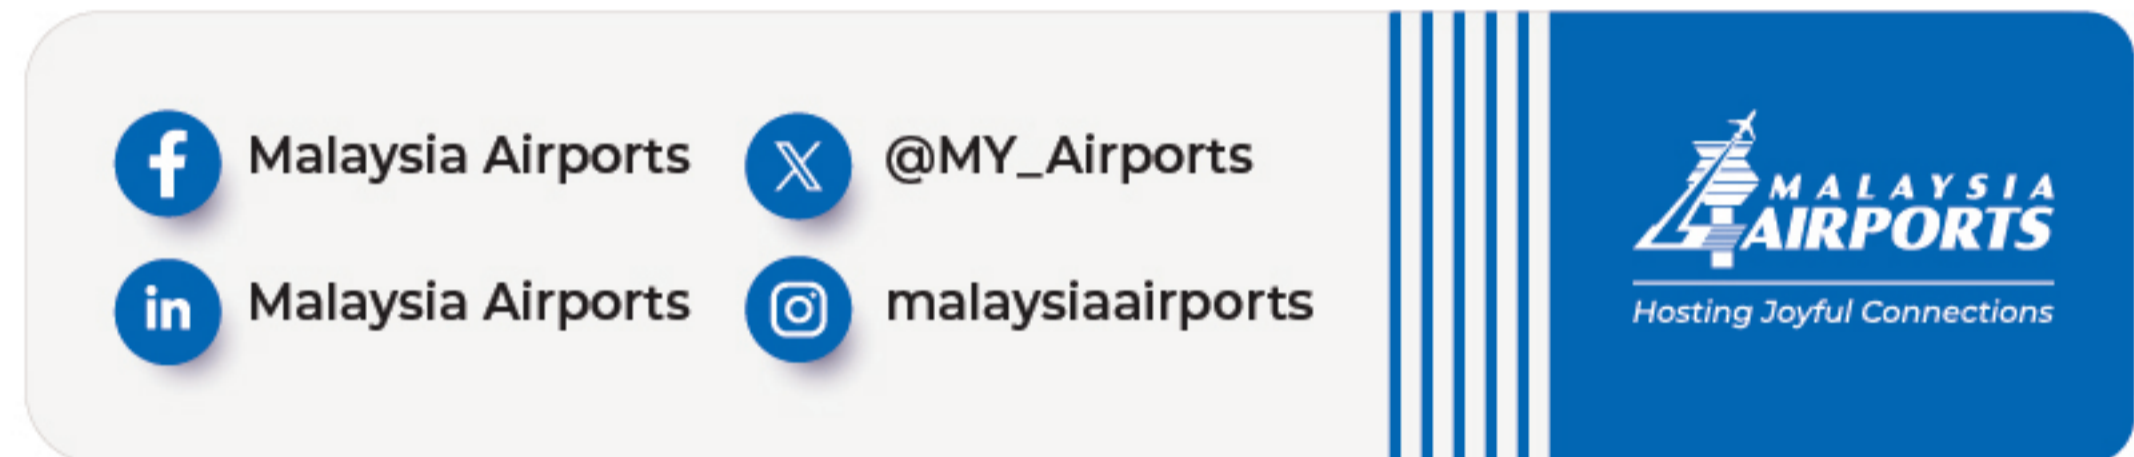 Malaysia Airports
@MY_Airports
Malaysia Airports
malaysiaairports
MALAYSIA
AIRPORTS
Hosting Joyful Connections